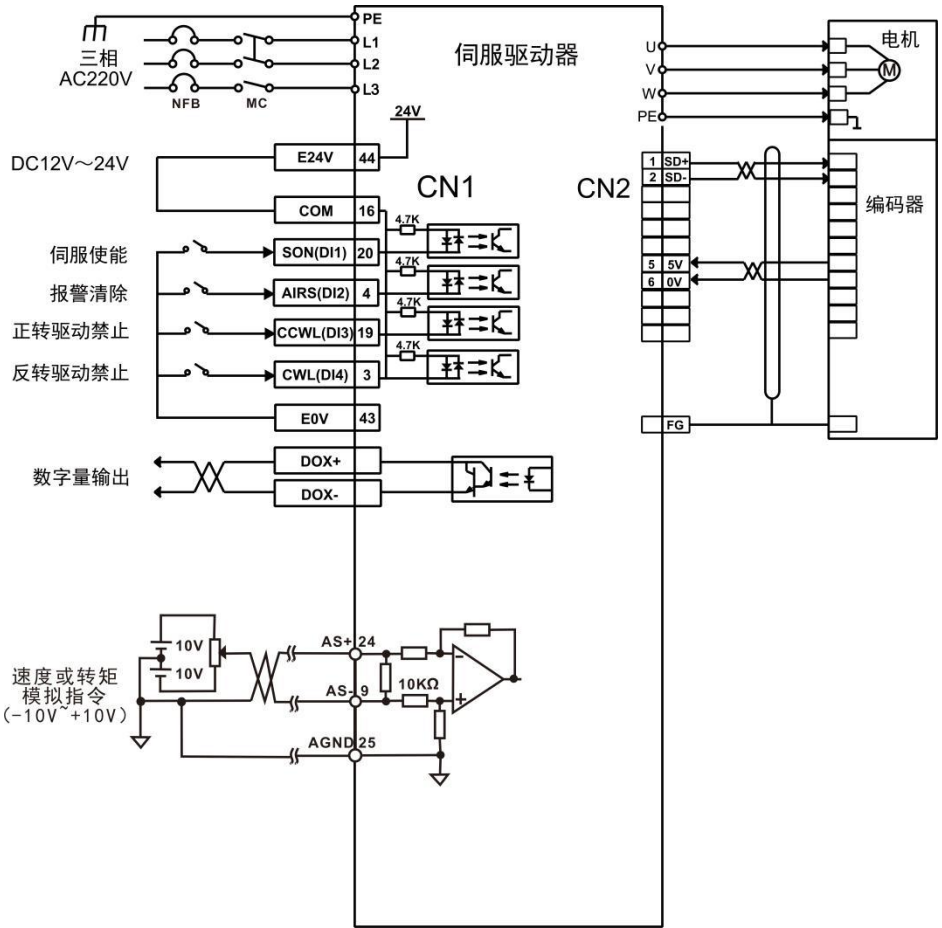 PE
三相
AC220V
L1
L2
L3
NFB
MC
伺服驱动器
U
V
W
PE
电机
M
24V
DC12V～24V
E24V 44
CN1
CN2
1 SD+
2 SD-
COM 16
编码器
4.7K
伺服使能
SON(DI1) 20
4.7K
5 5V
6 0V
报警清除
AIRS(DI2) 4
4.7K
正转驱动禁止
CCWL(DI3) 19
4.7K
反转驱动禁止
CWL(DI4) 3
E0V 43
FG
数字量输出
DOX+
DOX-
AS+ 24
10V
10V
速度或转矩
模拟指令
(-10V~+10V)
AS- 9
10KΩ
AGND 25